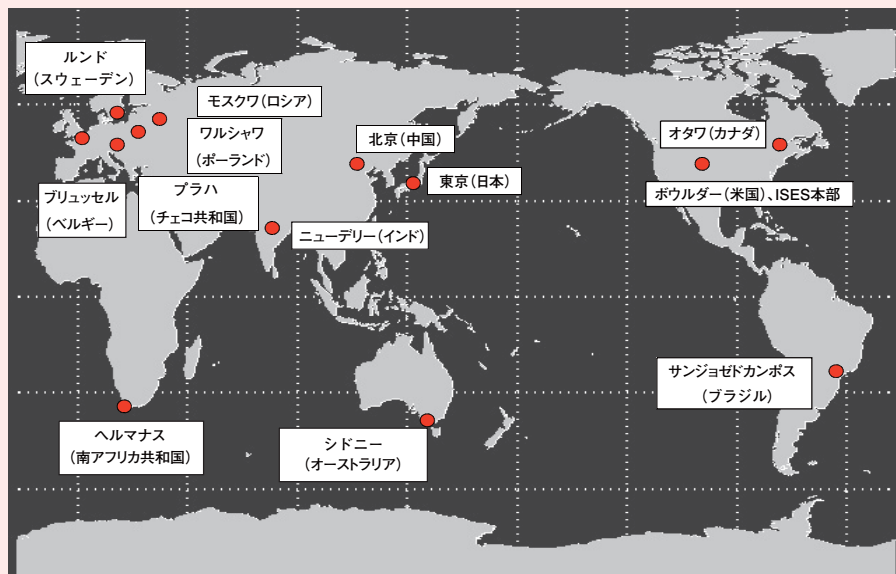 ルンド
(スウェーデン)
モスクワ(ロシア)
ワルシャワ
(ポーランド)
北京(中国)
オタワ(カナダ)
東京(日本)
ブリュッセル
(ベルギー)
プラハ
(チェコ共和国)
ボウルダー(米国)、ISES本部
ニューデリー(インド)
サンジョゼドカンポス
(ブラジル)
ヘルマナス
(南アフリカ共和国)
シドニー
(オーストラリア)